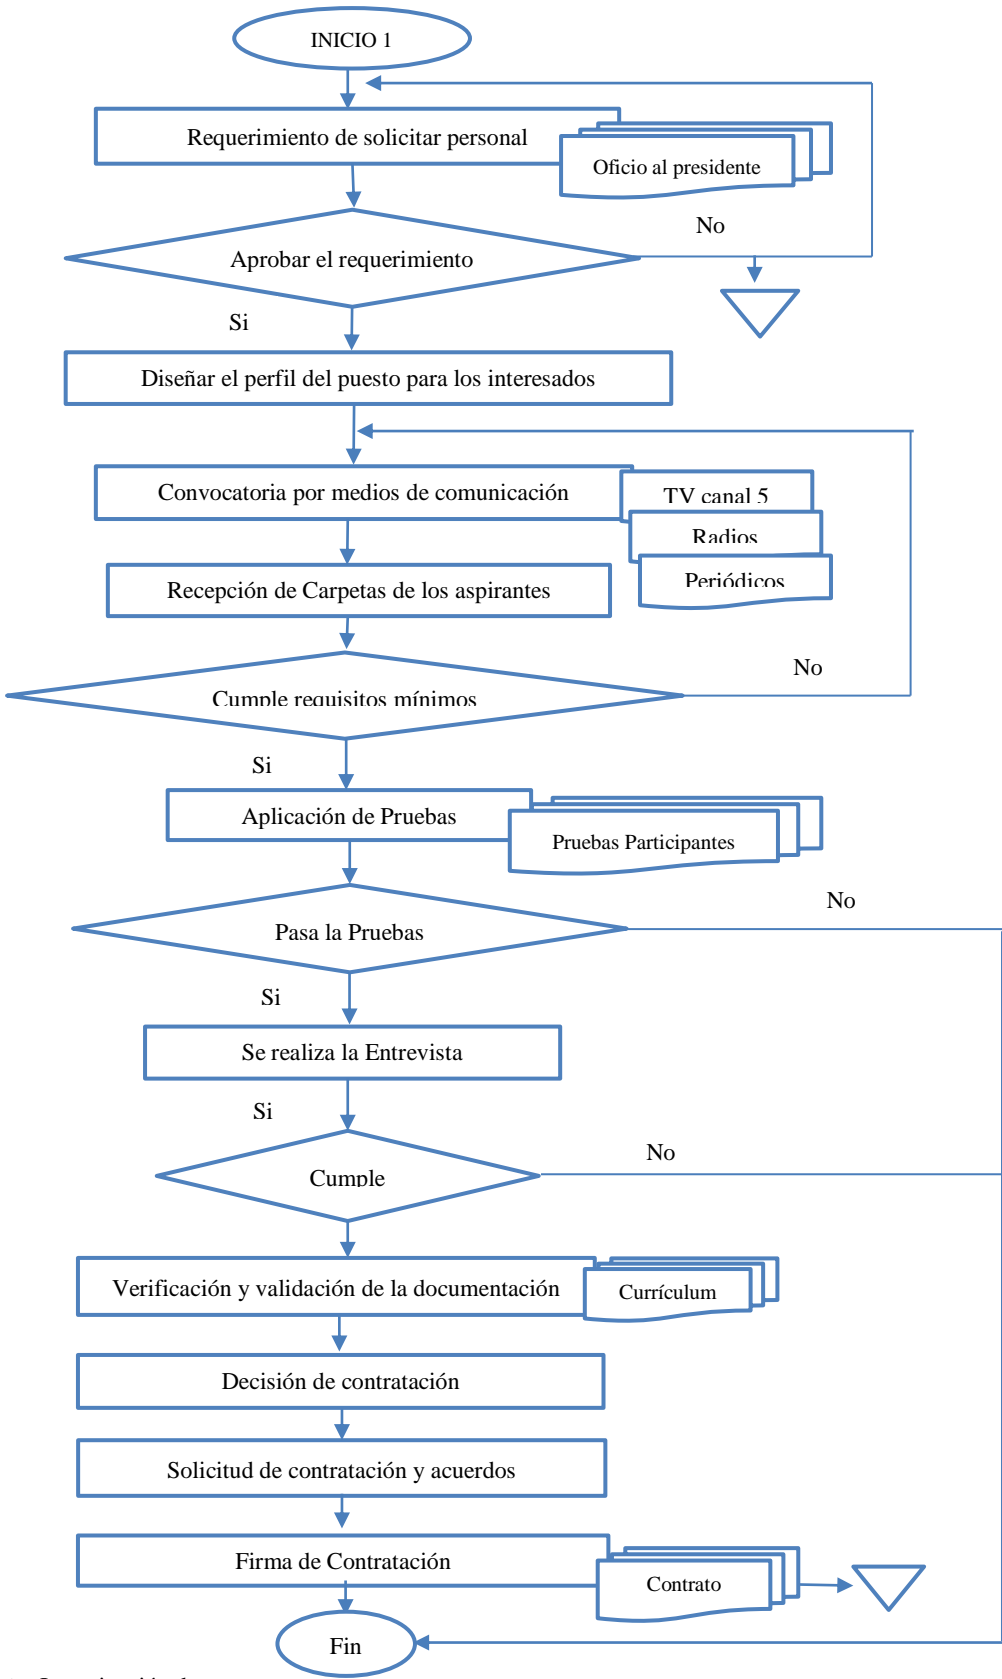 INICIO 1
Requerimiento de solicitar personal
Oficio al presidente
No
Aprobar el requerimiento
Si
Diseñar el perfil del puesto para los interesados
Convocatoria por medios de comunicación
TV canal 5
Radios
Periódicos
Recepción de Carpetas de los aspirantes
No
Cumple requisitos mínimos
Si
Aplicación de Pruebas
Pruebas Participantes
No
Pasa la Pruebas
Si
Se realiza la Entrevista
Si
No
Cumple
Verificación y validación de la documentación
Currículum
Decisión de contratación
Solicitud de contratación y acuerdos
Firma de Contratación
Contrato
Fin